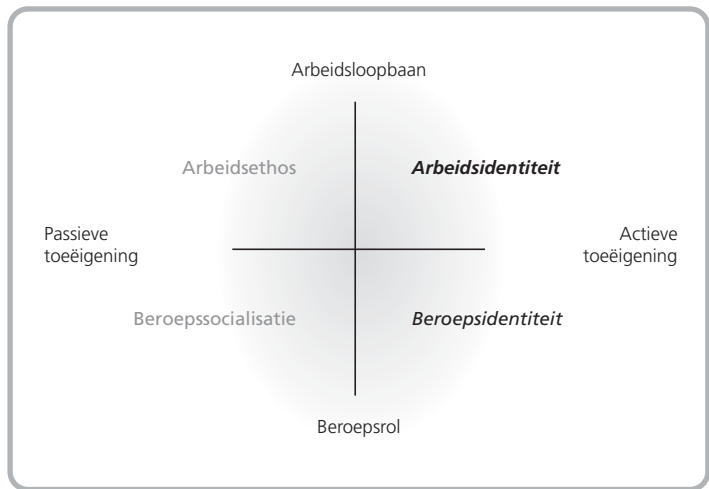 Arbeidsloopbaan
Arbeidsethos
Arbeidsidentiteit
Passieve
toeëigening
Actieve
toeëigening
Beroepssocialisatie
Beroepsidentiteit
Beroepsrol